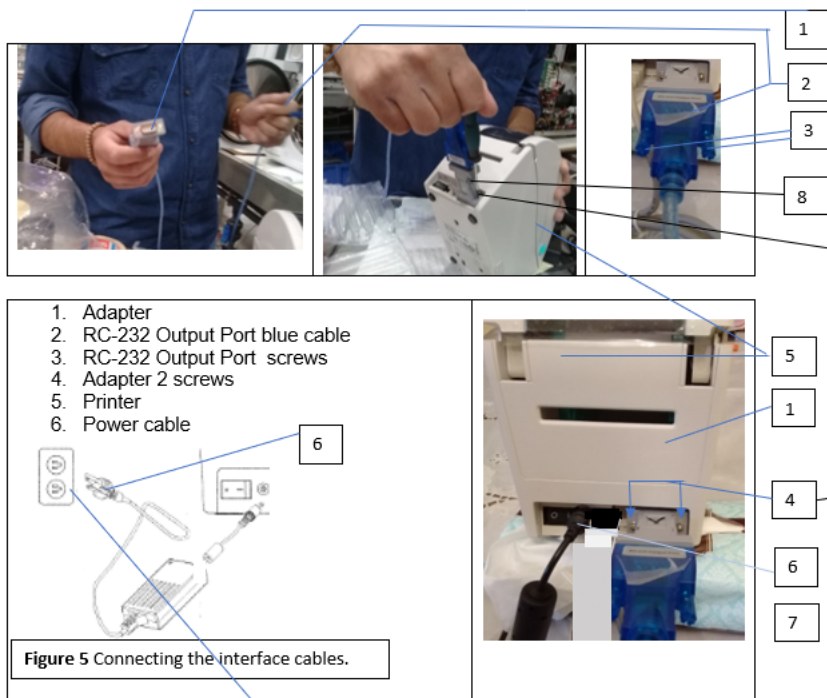 1
2
3
8
1. Adapter
2. RC-232 Output Port blue cable
3. RC-232 Output Port screws
4. Adapter 2 screws
5. Printer
6. Power cable
6
5
1
4
6
7
Figure 5 Connecting the interface cables.